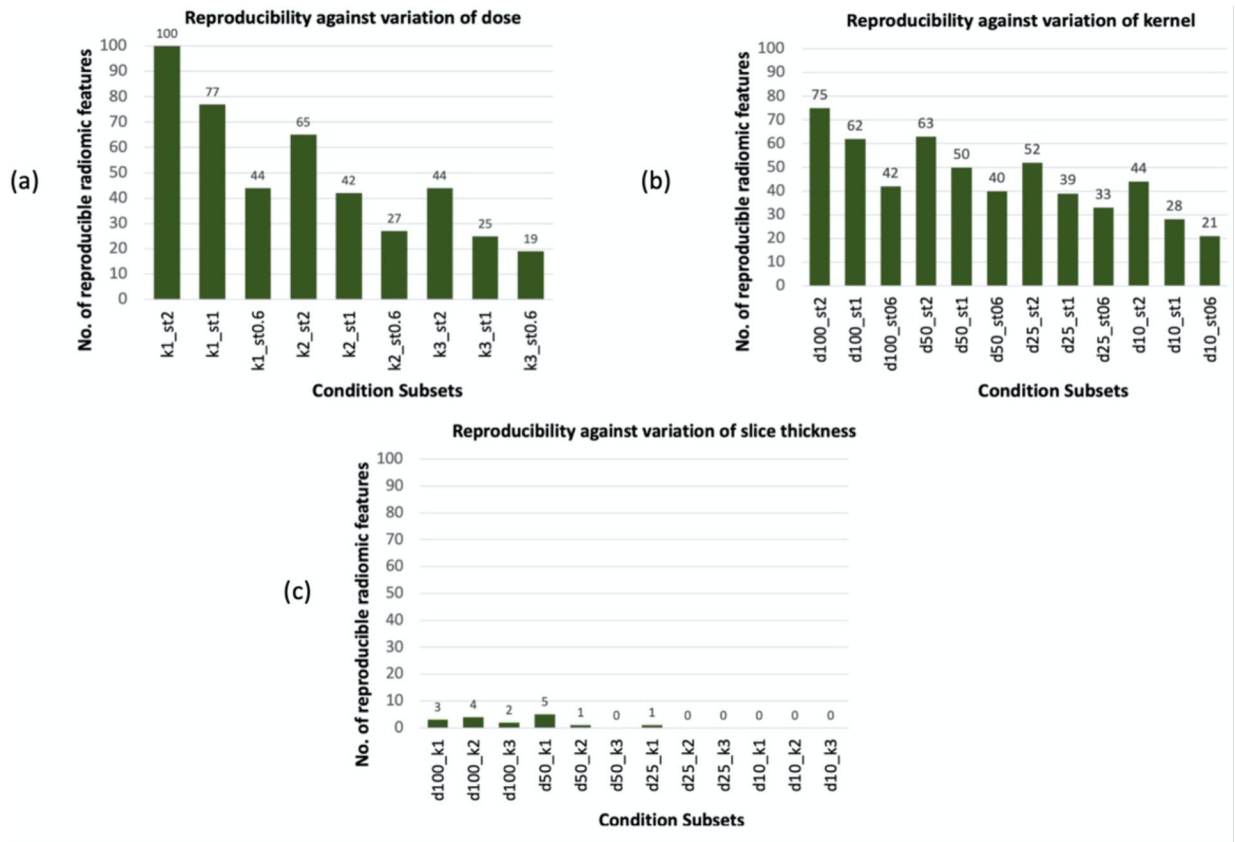 Reproducibility against variation of dose
(a)
No. of reproducible radiomic features
100
90
80
70
60
50
40
30
20
10
0
100
77
44
65
42
27
44
25
19
k1_st2
k1_st1
k1_st0.6
k2_st2
k2_st1
k2_st0.6
k3_st2
k3_st1
k3_st0.6
Condition Subsets
Reproducibility against variation of kernel
(b)
No. of reproducible radiomic features
100
90
80
70
60
50
40
30
20
10
0
75
62
42
63
50
40
52
39
33
44
28
21
d100_st2
d100_st1
d100_st06
d50_st2
d50_st1
d50_st06
d25_st2
d25_st1
d25_st06
d10_st2
d10_st1
d10_st06
Condition Subsets
Reproducibility against variation of slice thickness
(c)
No. of reproducible radiomic features
100
90
80
70
60
50
40
30
20
10
0
3
4
2
5
1
0
1
0
0
0
0
0
d100_k1
d100_k2
d100_k3
d50_k1
d50_k2
d50_k3
d25_k1
d25_k2
d25_k3
d10_k1
d10_k2
d10_k3
Condition Subsets